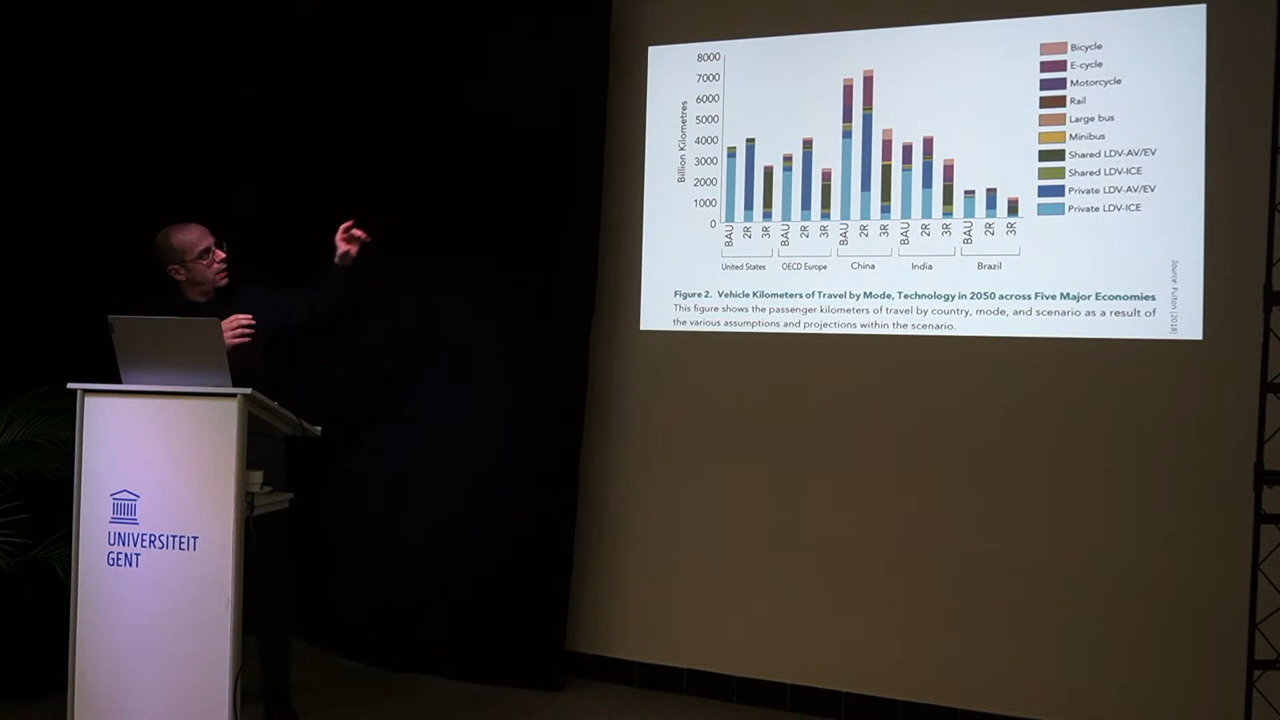 8000
7000
6000
5000
4000
3000
2000
1000
0
Billion Kilometres
BAU
2R
3R
BAU
2R
3R
BAU
2R
3R
BAU
2R
3R
BAU
2R
3R
United States
OECD Europe
China
India
Brazil
Bicycle
E-cycle
Motorcycle
Rail
Large bus
Minibus
Shared LDV-AV/EV
Shared LDV-ICE
Private LDV-AV/EV
Private LDV-ICE
Figure 2. Vehicle Kilometers of Travel by Mode, Technology in 2050 across Five Major Economies
This figure shows the passenger kilometers of travel by country, mode, and scenario as a result of
the various assumptions and projections within the scenario.
Source: Fulton (2018)
UNIVERSITEIT
GENT